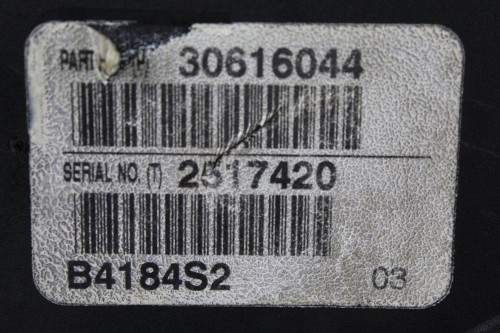 PART (P) 30616044
SERIAL NO. (T) 2517420
B4184S2 03